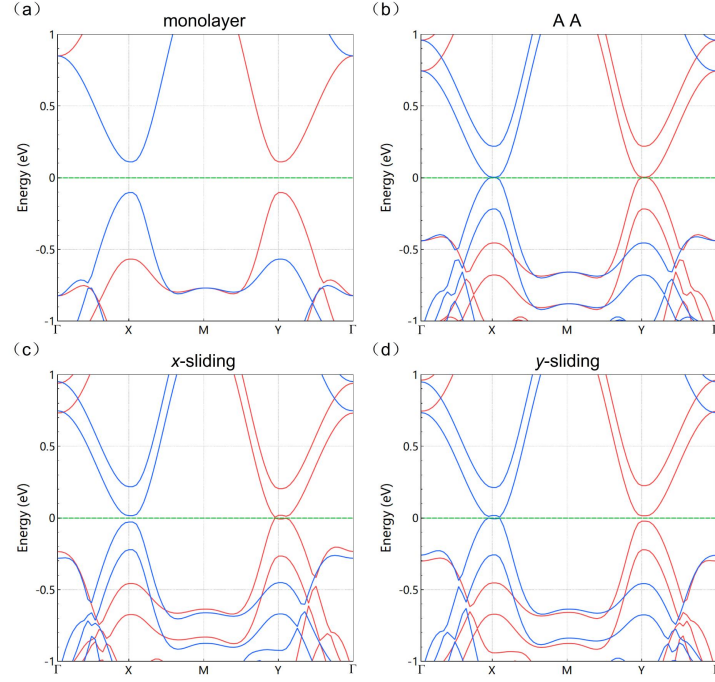 (a) monolayer
Energy (eV)
1
0.5
0
-0.5
-1
Γ X M Y Γ
(b) A A
Energy (eV)
1
0.5
0
-0.5
-1
Γ X M Y Γ
(c) x-sliding
Energy (eV)
1
0.5
0
-0.5
-1
Γ X M Y Γ
(d) y-sliding
Energy (eV)
1
0.5
0
-0.5
-1
Γ X M Y Γ